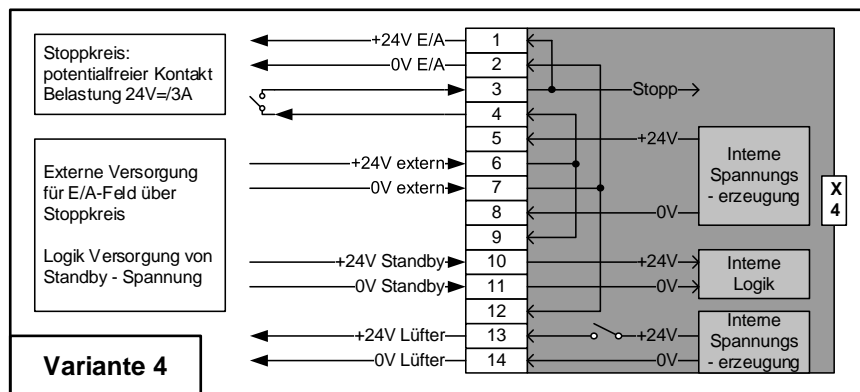 Stoppkreis:
potentialfreier Kontakt
Belastung 24V=/3A
Externe Versorgung
für E/A-Feld über
Stoppkreis
Logik Versorgung von
Standby - Spannung
Variante 4
+24V E/A
0V E/A
+24V extern
0V extern
+24V Standby
0V Standby
+24V Lüfter
0V Lüfter
1
2
3
4
5
6
7
8
9
10
11
12
13
14
Stopp
+24V
0V
+24V
0V
+24V
0V
Interne
Spannungs
- erzeugung
Interne
Logik
Interne
Spannungs
- erzeugung
X
4